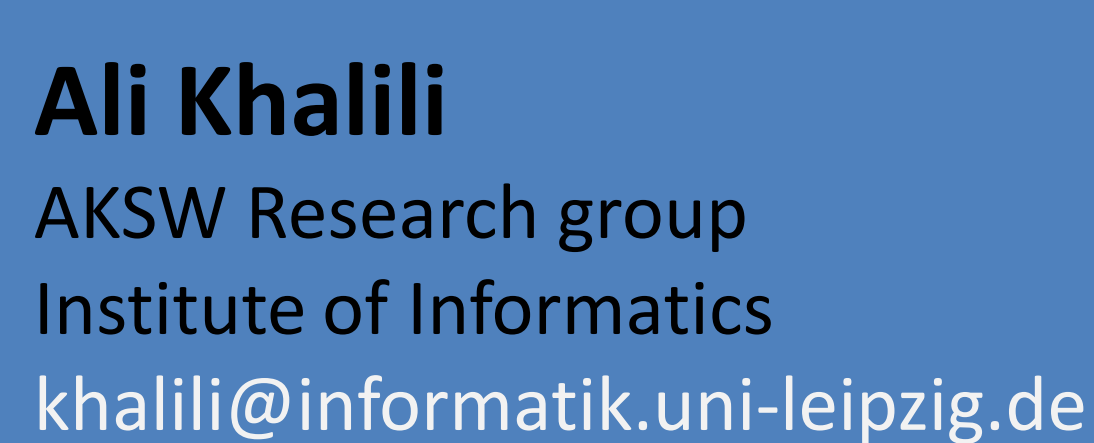 Ali Khalili
AKSW Research group
Institute of Informatics
khalili@informatik.uni-leipzig.de